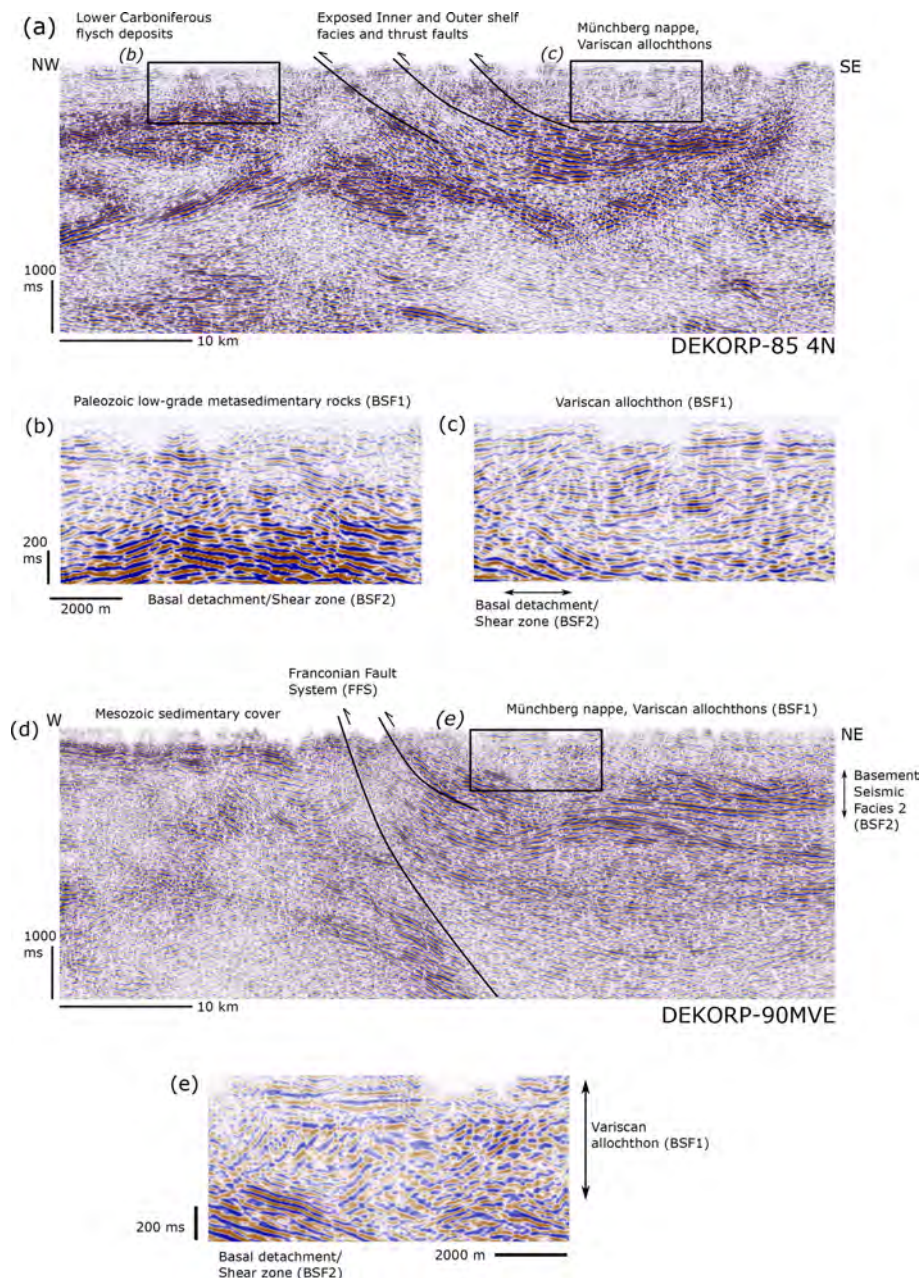 (a)
Lower Carboniferous
flysch deposits
(b)
Exposed Inner and Outer shelf
facies and thrust faults
(c)
Münchberg nappe,
Variscan allochthons
NW
SE
1000
ms
10 km
DEKORP-85 4N
Paleozoic low-grade metasedimentary rocks (BSF1)
(b)
200
ms
2000 m
Basal detachment/Shear zone (BSF2)
Variscan allochthon (BSF1)
(c)
Basal detachment/
Shear zone (BSF2)
Franconian Fault
System (FFS)
(d)
W
Mesozoic sedimentary cover
(e)
Münchberg nappe, Variscan allochthons (BSF1)
NE
Basement
Seismic
Facies 2
(BSF2)
1000
ms
10 km
DEKORP-90MVE
(e)
Variscan
allochthon (BSF1)
200 ms
Basal detachment/
Shear zone (BSF2)
2000 m